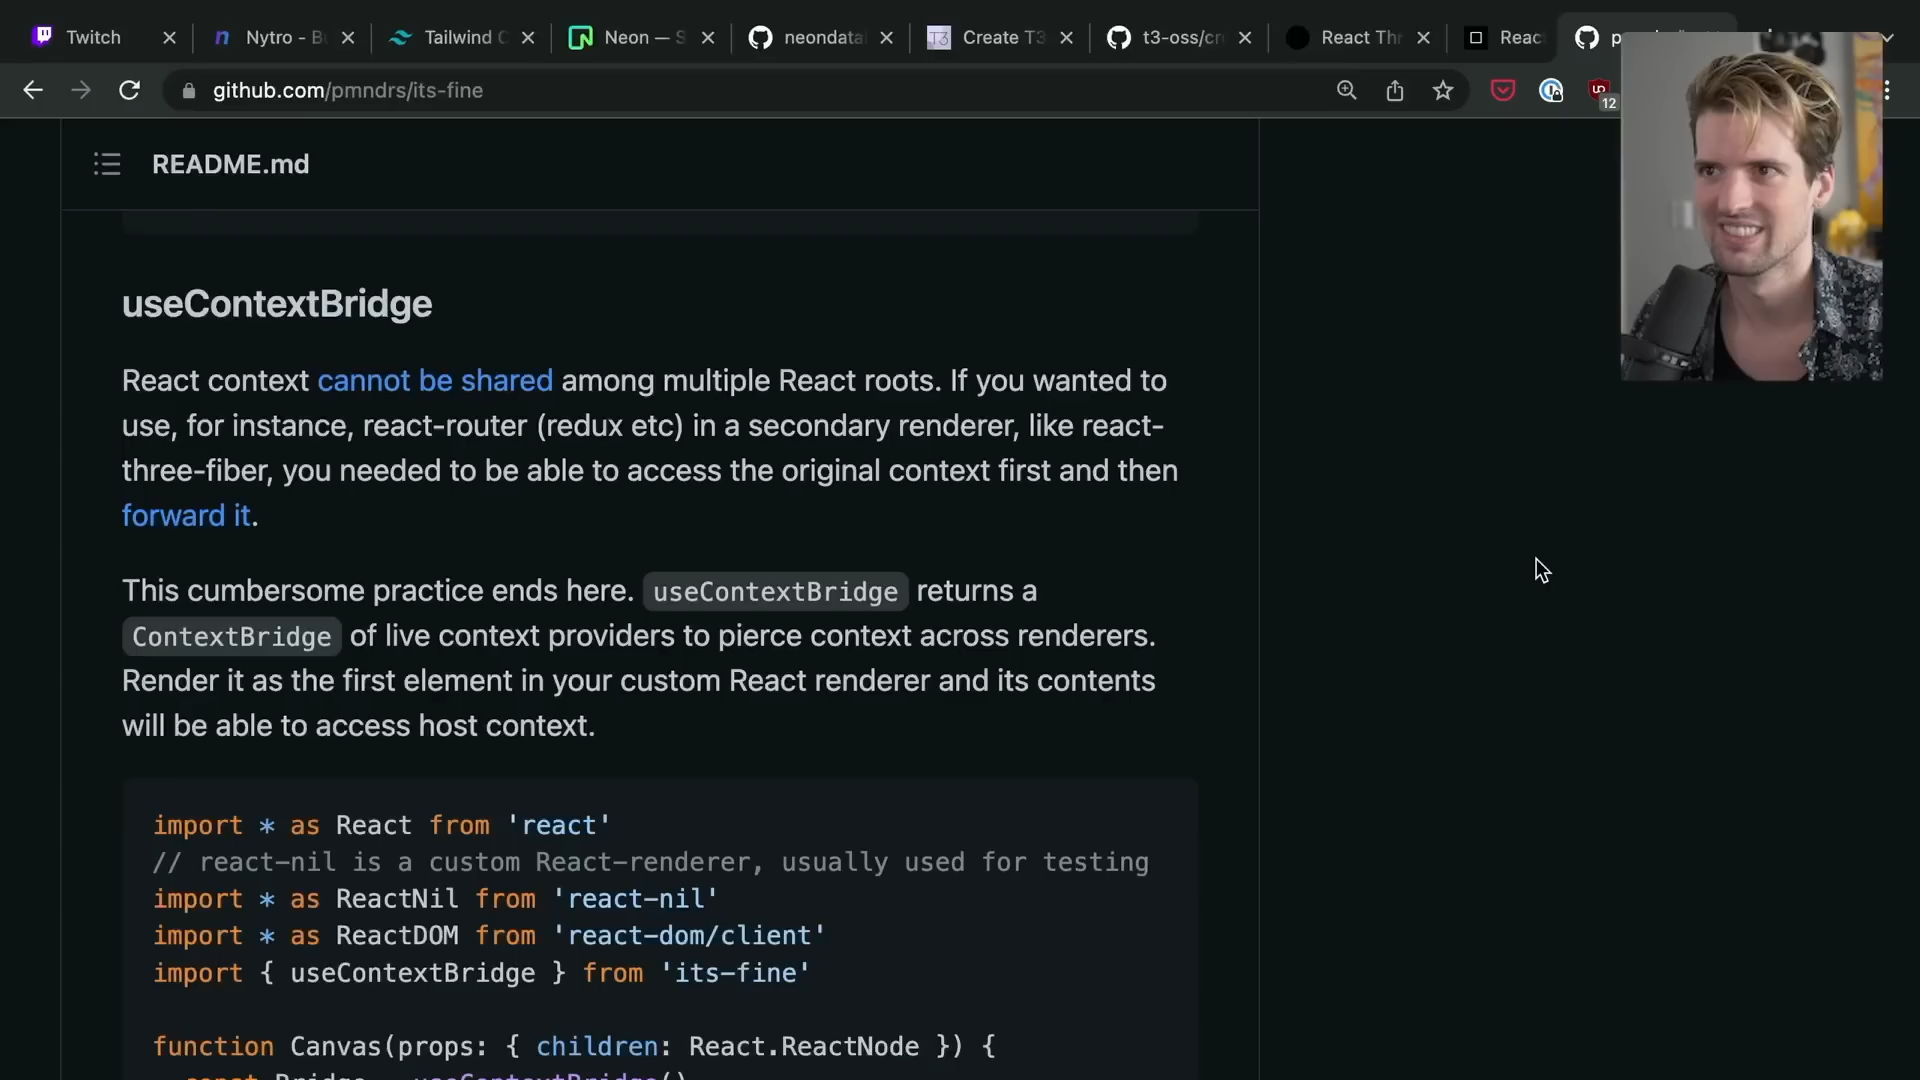 Twitch
Nytro - B
Tailwind C
Neon — S
neondata
Create T3
t3-oss/cr
React Thr
Reac
p
github.com/pmndrs/its-fine
12
README.md
useContextBridge
React context cannot be shared among multiple React roots. If you wanted to
use, for instance, react-router (redux etc) in a secondary renderer, like react-
three-fiber, you needed to be able to access the original context first and then
forward it.
This cumbersome practice ends here. useContextBridge returns a
ContextBridge of live context providers to pierce context across renderers.
Render it as the first element in your custom React renderer and its contents
will be able to access host context.
import * as React from 'react'
// react-nil is a custom React-renderer, usually used for testing
import * as ReactNil from 'react-nil'
import * as ReactDOM from 'react-dom/client'
import { useContextBridge } from 'its-fine'
function Canvas(props: { children: React.ReactNode }) {
const Bridge = useContextBridge()